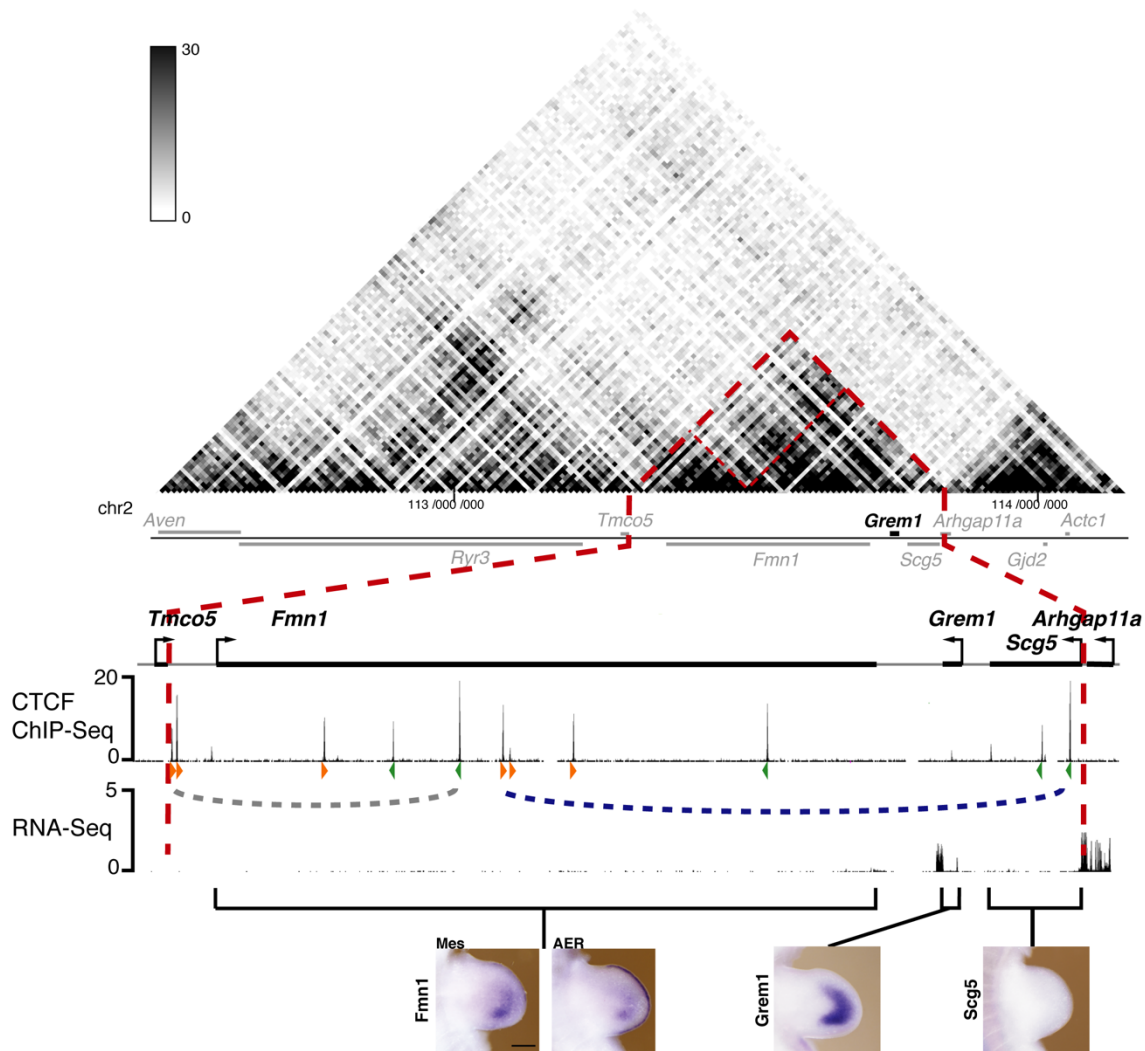 30
0
chr2
113 /000 /000
114 /000 /000
Aven
Tmco5
Grem1
Arhgap11a
Actc1
Ryr3
Fmn1
Scg5
Gjd2
Tmco5
Fmn1
Grem1
Arhgap11a
Scg5
CTCF
ChIP-Seq
20
0
RNA-Seq
5
0
Mes
AER
Fmn1
Grem1
Scg5